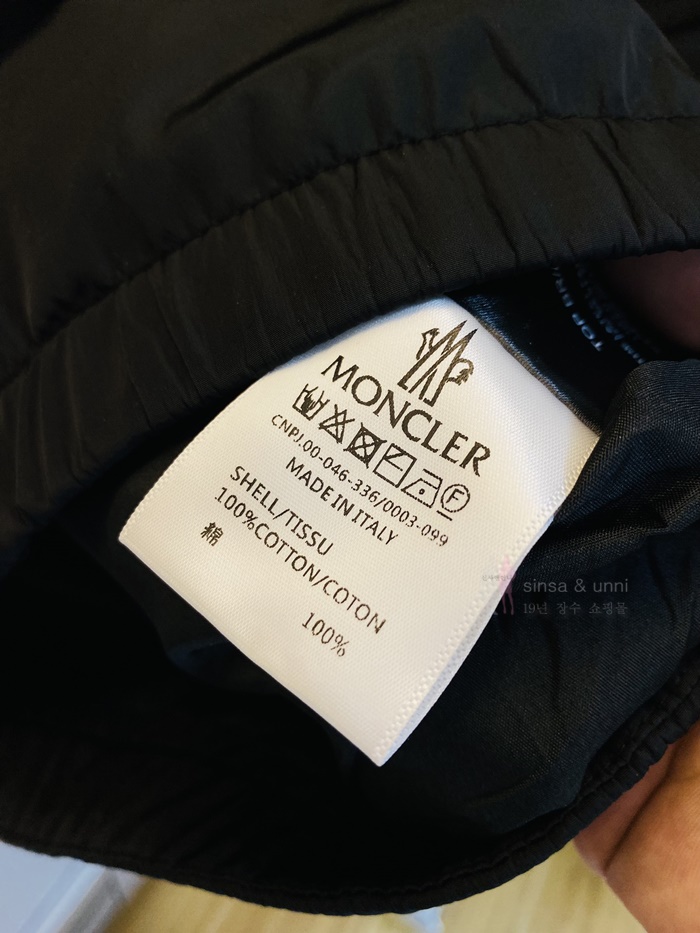 MONCLER
CNPJ.00-046-336/0003-099
MADE IN ITALY
SHELL/TISSU
100%COTTON/COTON
綿
100%
F
sinsa & unni
19년 장수 쇼핑몰